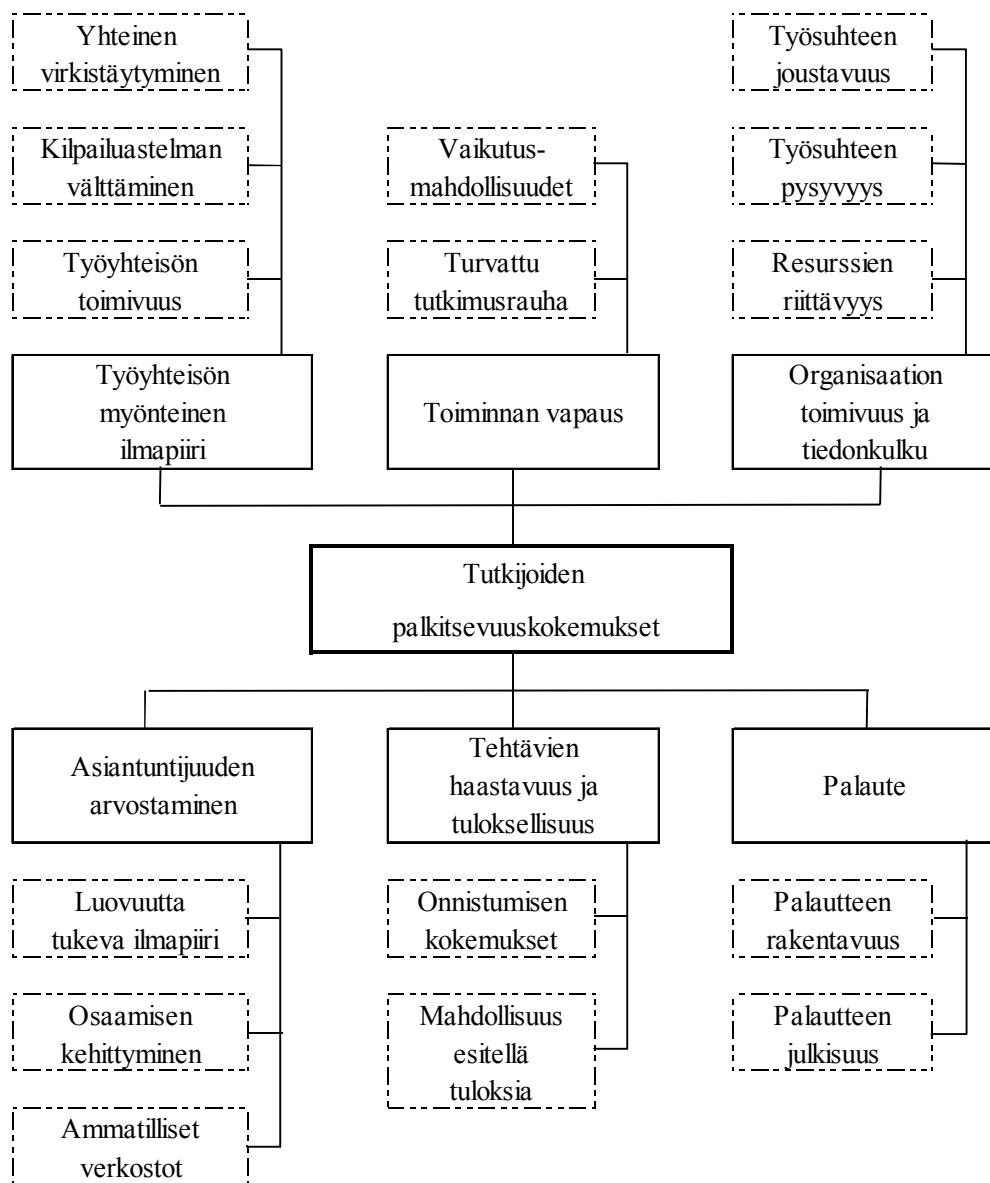 Yhteinen
virkistäytyminen
Työsuhteen
joustavuus
Kilpailuastelman
välttäminen
Vaikutus-
mahdollisuudet
Työsuhteen
pysyvyys
Työyhteisön
toimivuus
Turvattu
tutkimusrauha
Resurssien
riittävyys
Työyhteisön
myönteinen
ilmapiiri
Toiminnan vapaus
Organisaation
toimivuus ja
tiedonkulku
Tutkijoiden
palkitsevuuskokemukset
Asiantuntijuuden
arvostaminen
Tehtävien
haastavuus ja
tuloksellisuus
Palaute
Luovuutta
tukeva ilmapiiri
Onnistumisen
kokemukset
Palautteen
rakentavuus
Osaamisen
kehittyminen
Mahdollisuus
esitellä
tuloksia
Palautteen
julkisuus
Ammatilliset
verkostot